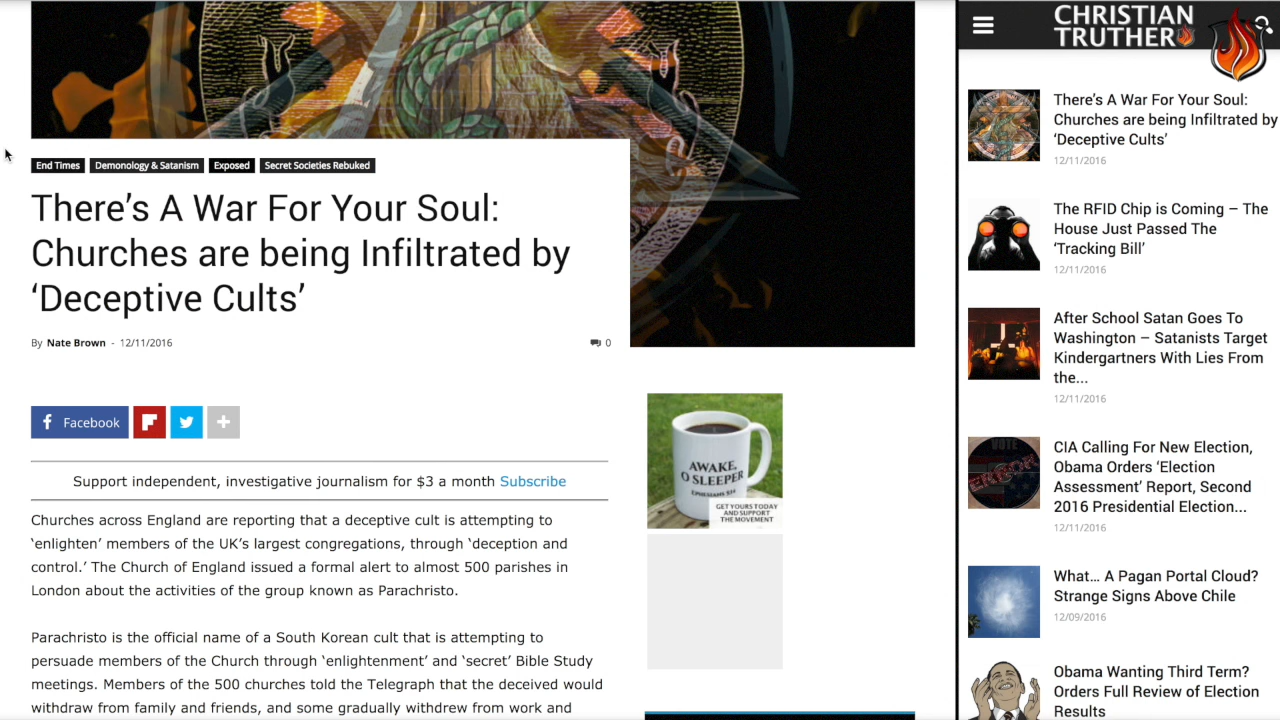 End Times Demonology & Satanism Exposed Secret Societies Rebuked
There's A War For Your Soul:
Churches are being Infiltrated by
‘Deceptive Cults’
By Nate Brown - 12/11/2016
0
Facebook
Support independent, investigative journalism for $3 a month Subscribe
Churches across England are reporting that a deceptive cult is attempting to
‘enlighten’ members of the UK’s largest congregations, through ‘deception and
control.’ The Church of England issued a formal alert to almost 500 parishes in
London about the activities of the group known as Parachristo.
Parachristo is the official name of a South Korean cult that is attempting to
persuade members of the Church through ‘enlightenment’ and ‘secret’ Bible Study
meetings. Members of the 500 churches told the Telegraph that the deceived would
withdraw from family and friends, and some gradually withdrew from work and
AWAKE,
O SLEEPER
EPHESIANS 5:14
GET YOURS TODAY
AND SUPPORT
THE MOVEMENT
CHRISTIAN
TRUTHER
There’s A War For Your Soul:
Churches are being Infiltrated by
‘Deceptive Cults’
12/11/2016
The RFID Chip is Coming – The
House Just Passed The
‘Tracking Bill’
12/11/2016
After School Satan Goes To
Washington – Satanists Target
Kindergartners With Lies From
the...
12/11/2016
VOTE
ERROR
CIA Calling For New Election,
Obama Orders ‘Election
Assessment’ Report, Second
2016 Presidential Election...
12/11/2016
What… A Pagan Portal Cloud?
Strange Signs Above Chile
12/09/2016
Obama Wanting Third Term?
Orders Full Review of Election
Results